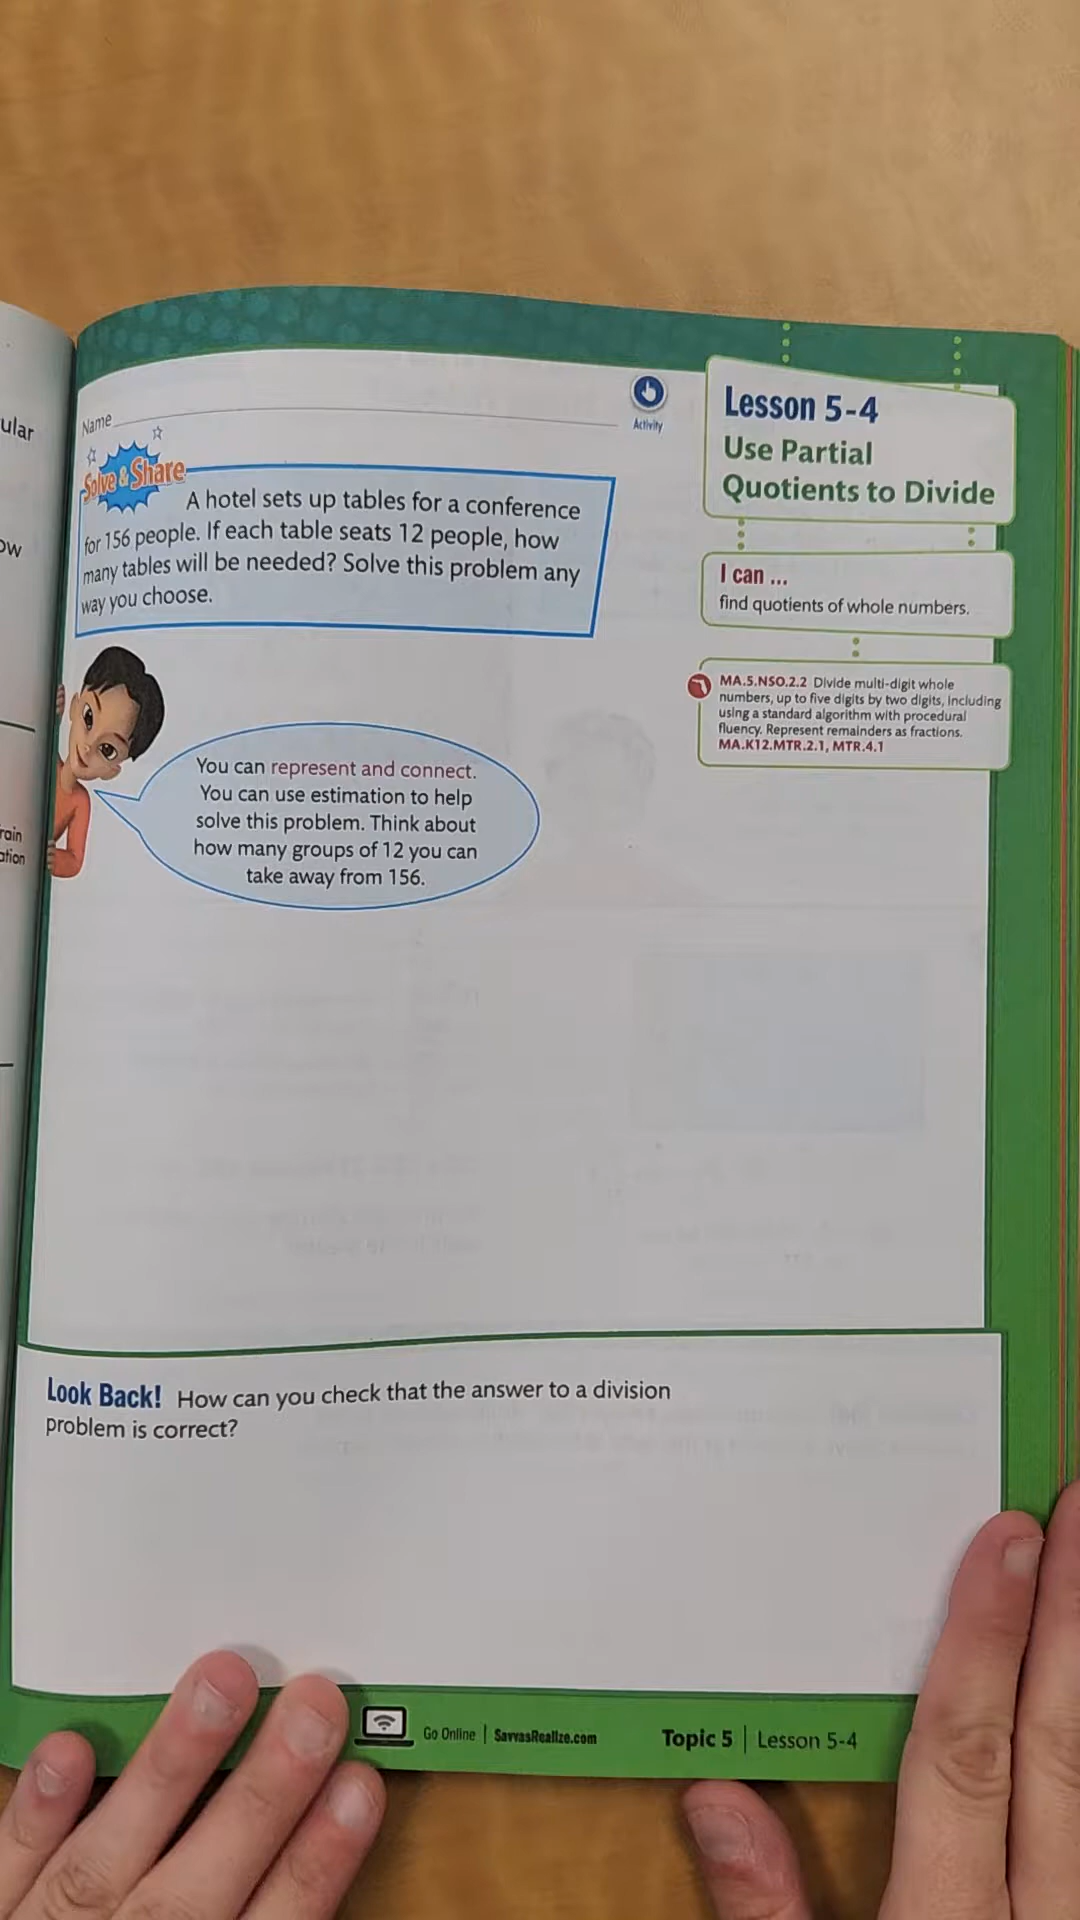 ular
ow
rain
ation
Name
Activity
Solve & Share
A hotel sets up tables for a conference
for 156 people. If each table seats 12 people, how
many tables will be needed? Solve this problem any
way you choose.
Lesson 5-4
Use Partial
Quotients to Divide
I can ...
find quotients of whole numbers.
MA.5.NSO.2.2 Divide multi-digit whole
numbers, up to five digits by two digits, including
using a standard algorithm with procedural
fluency. Represent remainders as fractions.
MA.K12.MTR.2.1, MTR.4.1
You can represent and connect.
You can use estimation to help
solve this problem. Think about
how many groups of 12 you can
take away from 156.
Look Back! How can you check that the answer to a division
problem is correct?
Go Online | SavvasRealize.com
Topic 5 | Lesson 5-4